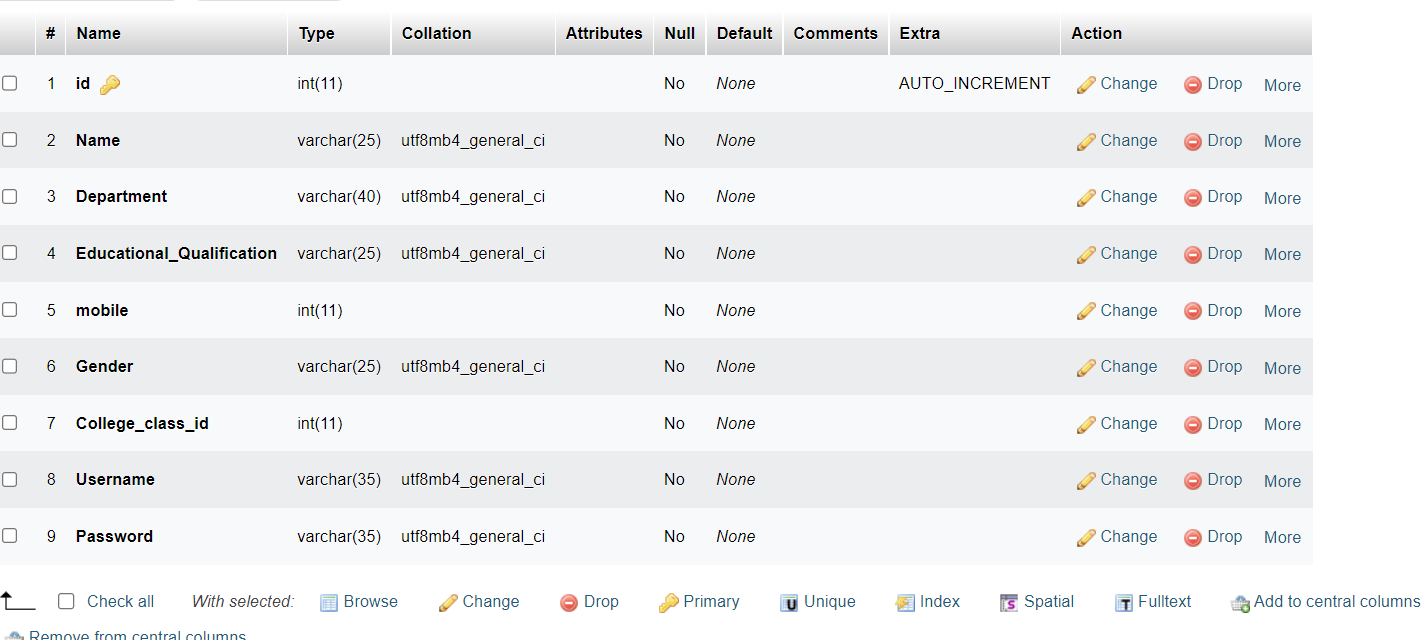 # Name Type Collation Attributes Null Default Comments Extra Action
1 id int(11) No None AUTO_INCREMENT Change Drop More
2 Name varchar(25) utf8mb4_general_ci No None Change Drop More
3 Department varchar(40) utf8mb4_general_ci No None Change Drop More
4 Educational_Qualification varchar(25) utf8mb4_general_ci No None Change Drop More
5 mobile int(11) No None Change Drop More
6 Gender varchar(25) utf8mb4_general_ci No None Change Drop More
7 College_class_id int(11) No None Change Drop More
8 Username varchar(35) utf8mb4_general_ci No None Change Drop More
9 Password varchar(35) utf8mb4_general_ci No None Change Drop More
Check all With selected: Browse Change Drop Primary Unique Index Spatial Fulltext Add to central columns
Remove from central columns